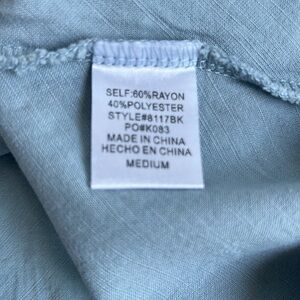 SELF:60%RAYON
40%POLYESTER
STYLE#8117BK
PO#K083
MADE IN CHINA
HECHO EN CHINA
MEDIUM